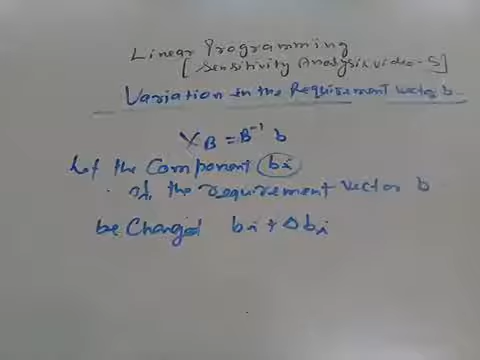 Linear Programming
[Sensitivity Analysis video-5]
Variation in the Requirement vector b
X_B = B^-1 b
Let the Component bi
of the requirement vector b
be Changed bi + Δbi